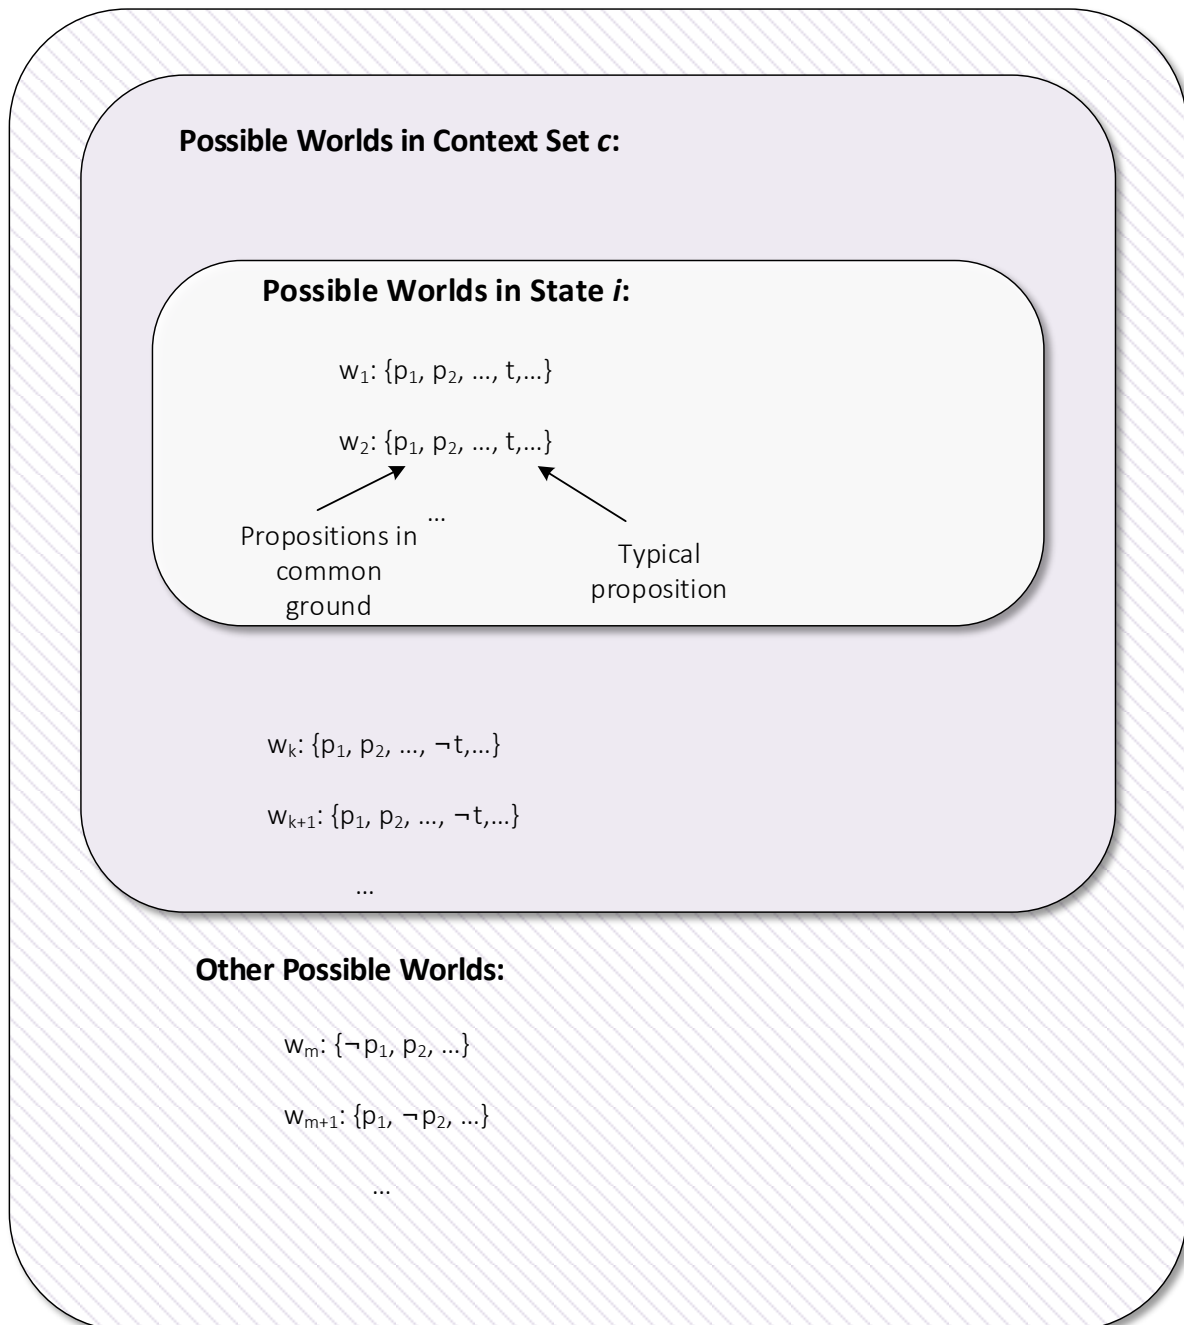 Possible Worlds in Context Set c:
Possible Worlds in State i:
w₁: {p₁, p₂, ..., t,...}
w₂: {p₁, p₂, ..., t,...}
...
Propositions in
common
ground
Typical
proposition
wₖ: {p₁, p₂, ..., ¬t,...}
wₖ₊₁: {p₁, p₂, ..., ¬t,...}
...
Other Possible Worlds:
wₘ: {¬p₁, p₂, ...}
wₘ₊₁: {p₁, ¬p₂, ...}
...